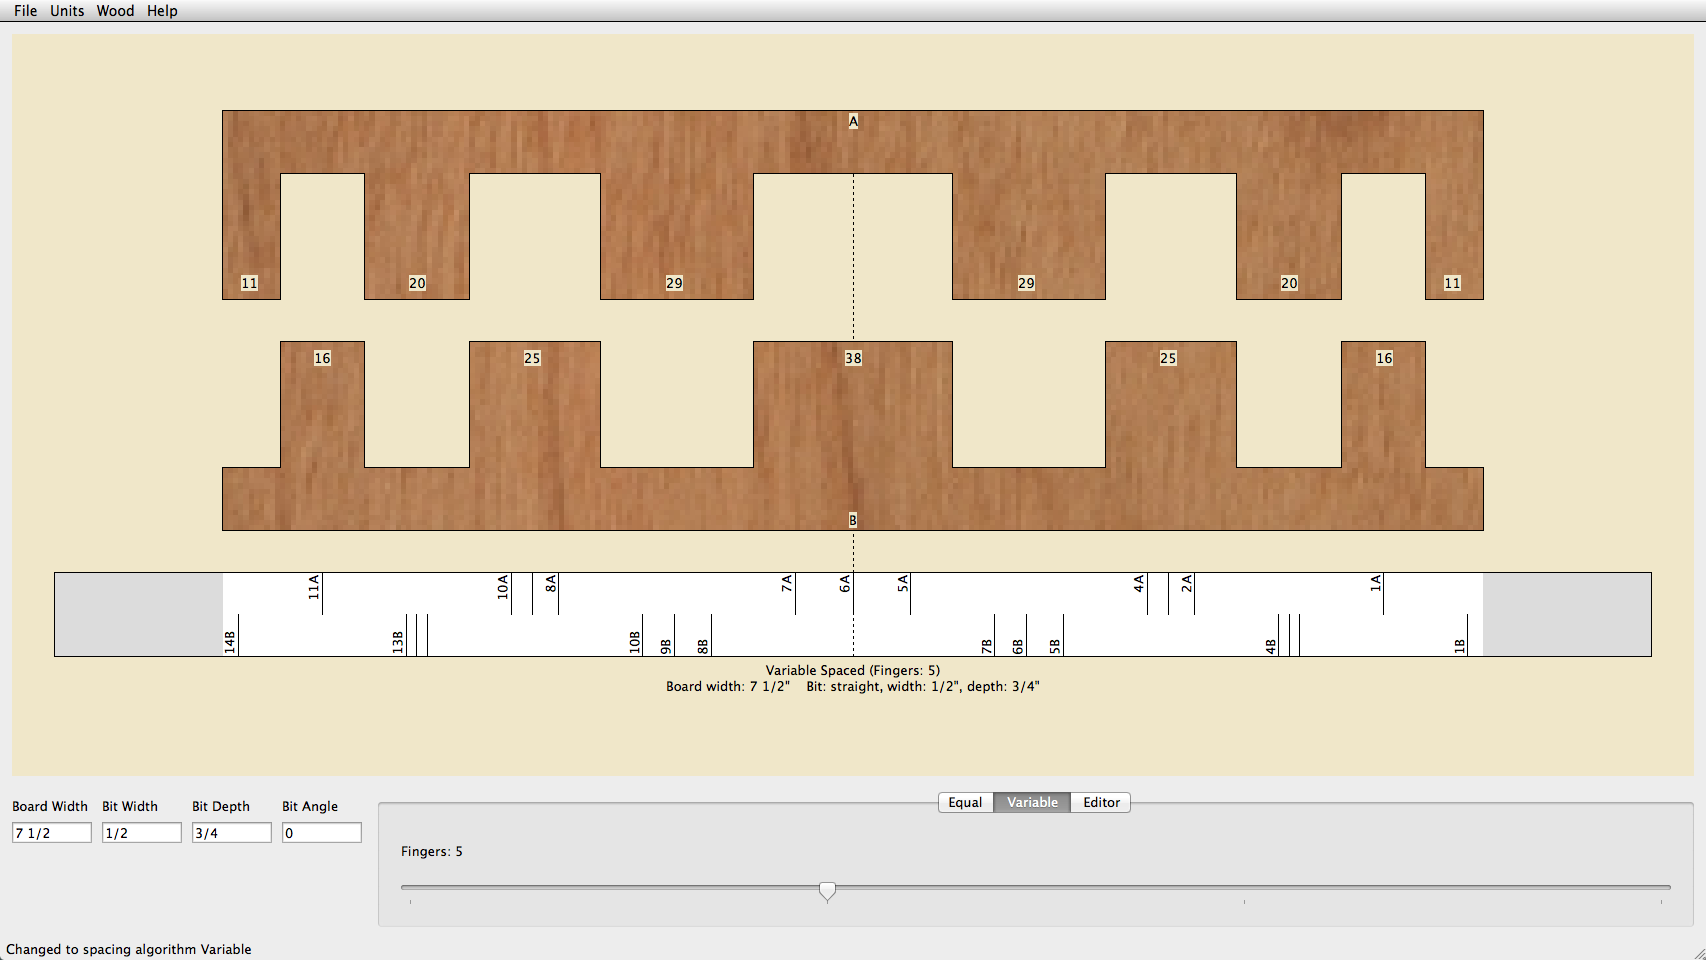 File Units Wood Help
A
11 20 29 29 20 11
16 25 38 25 16
B
11A 10A 8A 7A 6A 5A 4A 2A 1A
14B 13B 10B 9B 8B 7B 6B 5B 4B 1B
Variable Spaced (Fingers: 5)
Board width: 7 1/2" Bit: straight, width: 1/2", depth: 3/4"
Board Width Bit Width Bit Depth Bit Angle
7 1/2 1/2 3/4 0
Equal Variable Editor
Fingers: 5
Changed to spacing algorithm Variable